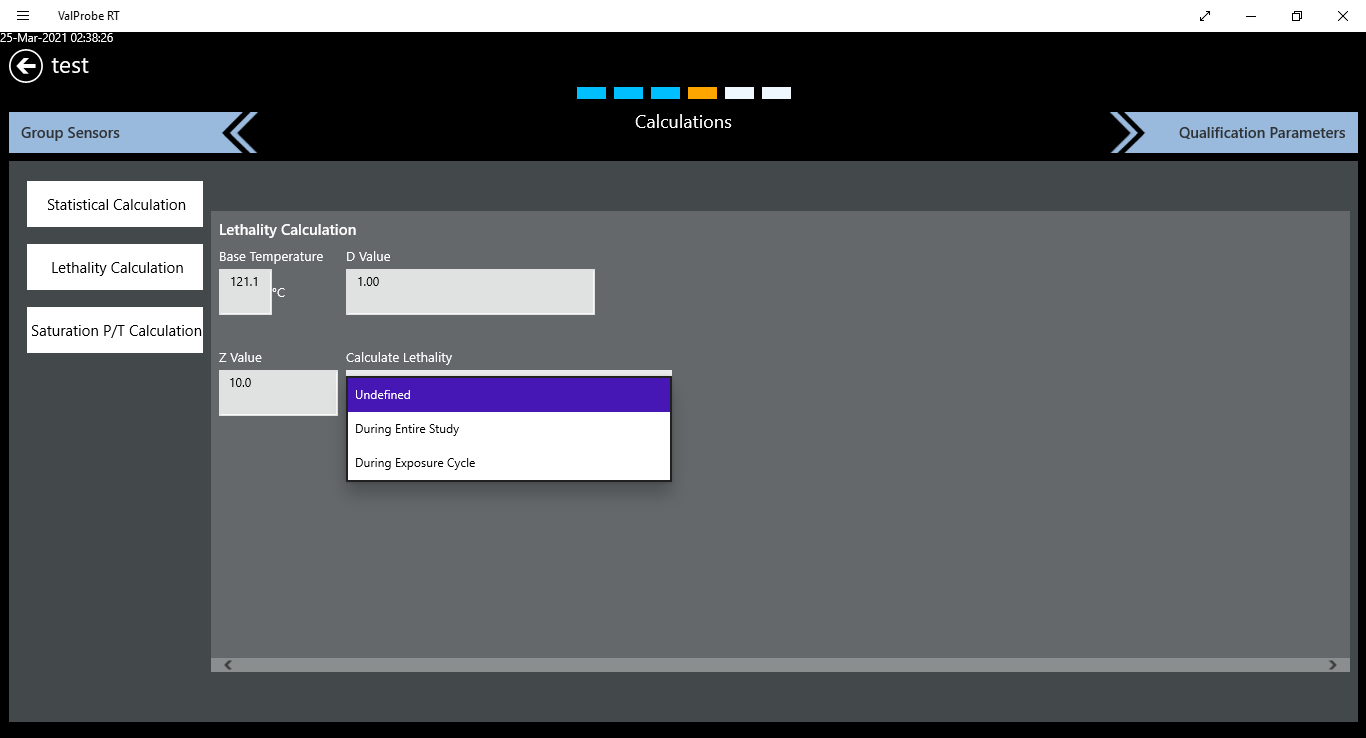 ValProbe RT
25-Mar-2021 02:38:26
test
Group Sensors
Calculations
Qualification Parameters
Statistical Calculation
Lethality Calculation
Saturation P/T Calculation
Lethality Calculation
Base Temperature D Value
121.1 °C 1.00
Z Value Calculate Lethality
10.0
Undefined
During Entire Study
During Exposure Cycle